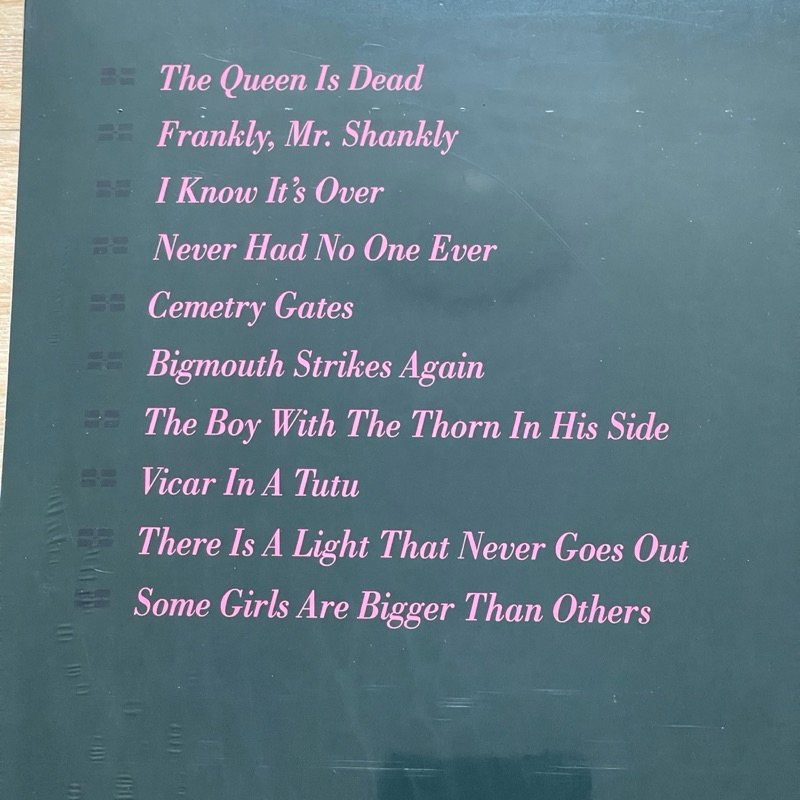 The Queen Is Dead
Frankly, Mr. Shankly
I Know It's Over
Never Had No One Ever
Cemetry Gates
Bigmouth Strikes Again
The Boy With The Thorn In His Side
Vicar In A Tutu
There Is A Light That Never Goes Out
Some Girls Are Bigger Than Others